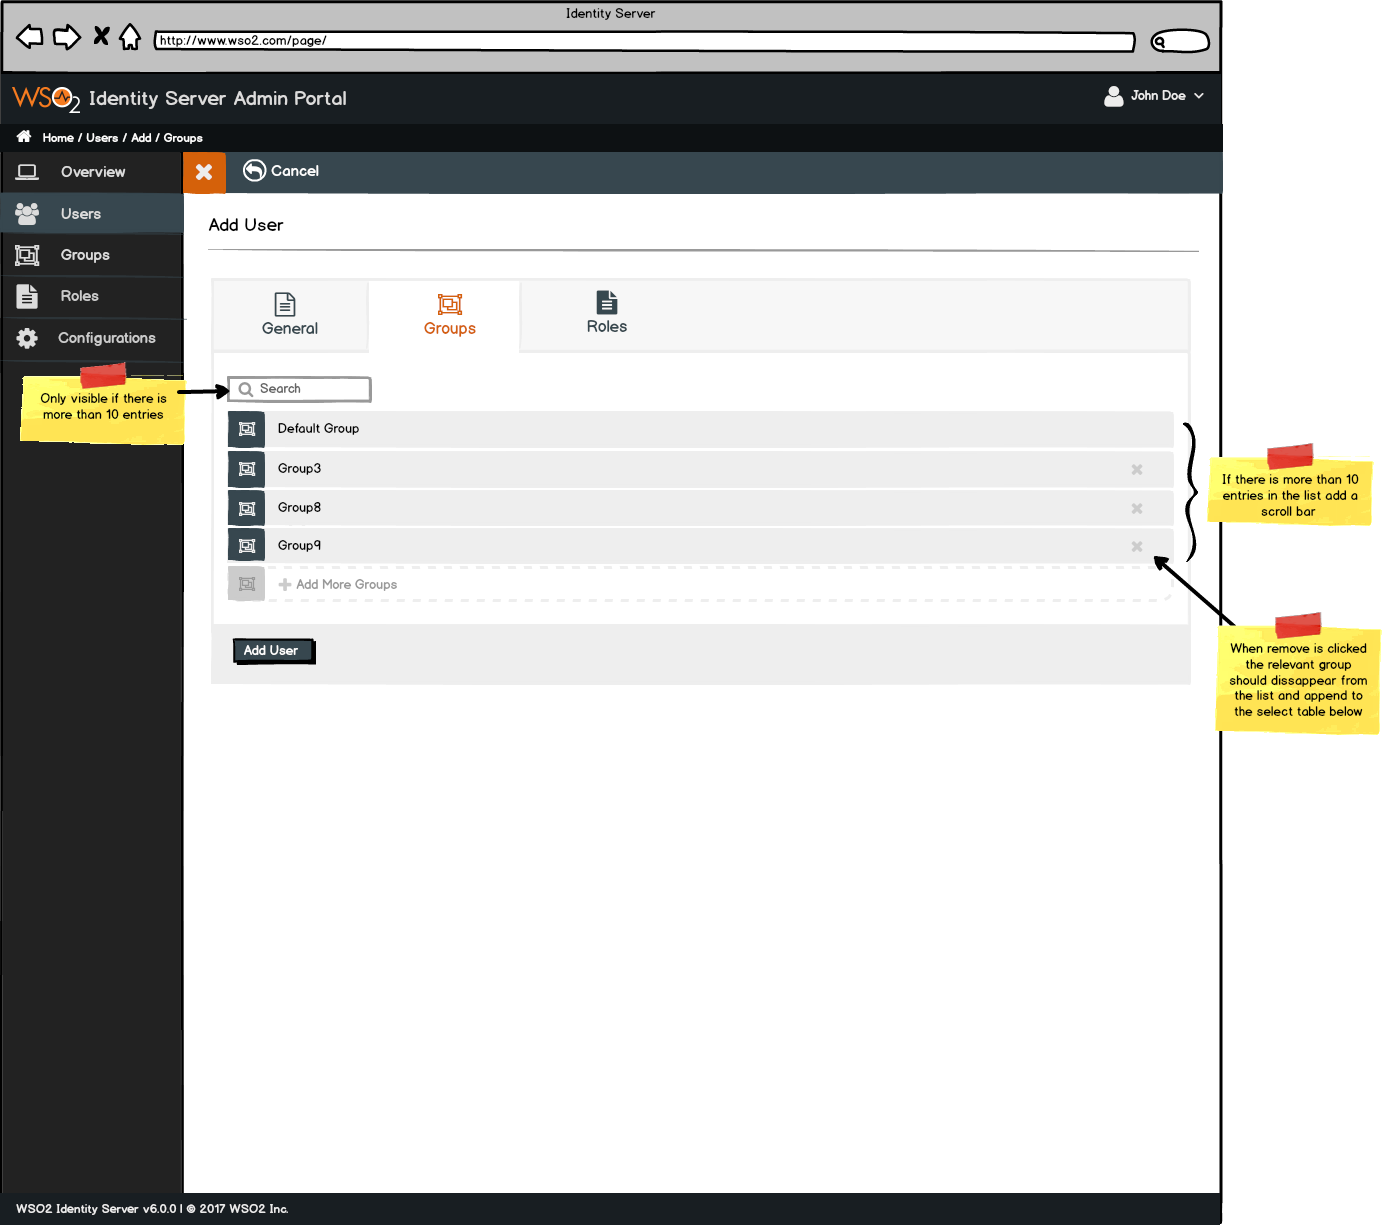 Identity Server
http://www.wso2.com/page/
WSO2 Identity Server Admin Portal
John Doe
Home / Users / Add / Groups
Overview
Cancel
Users
Add User
Groups
Roles
Configurations
General
Groups
Roles
Only visible if there is
more than 10 entries
Search
Default Group
Group3
Group8
Group9
Add More Groups
If there is more than 10
entries in the list add a
scroll bar
Add User
When remove is clicked
the relevant group
should dissappear from
the list and append to
the select table below
WSO2 Identity Server v6.0.0 | © 2017 WSO2 Inc.